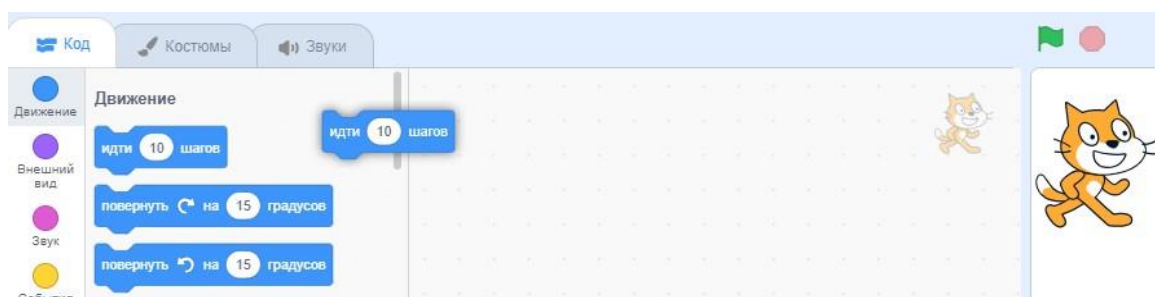 Код
Костюмы
Звуки
Движение
Внешний
вид
Звук
События
Движение
идти 10 шагов
повернуть на 15 градусов
повернуть на 15 градусов
идти 10 шагов